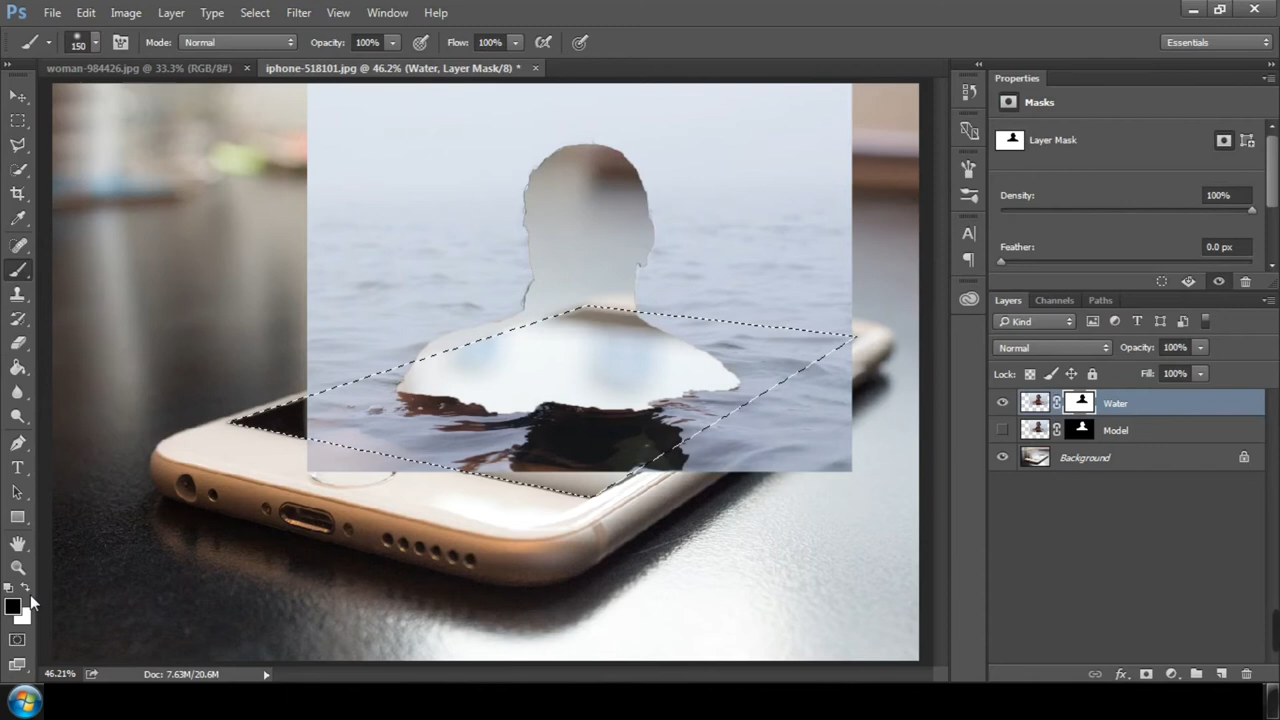 Ps File Edit Image Layer Type Select Filter 3D View Window Help
150 Mode: Normal Opacity: 100% Flow: 100% Essentials
woman-984426.jpg @ 33.3% (RGB/8#) × iphone-518101.jpg @ 46.2% (Water, Layer Mask/8) * ×
Properties
Masks
Layer Mask
Density: 100%
Feather: 0.0 px
Layers Channels Paths
Kind
Normal Opacity: 100%
Lock: Fill: 100%
Water
Model
Background
46.21% Doc: 7.63M/20.6M